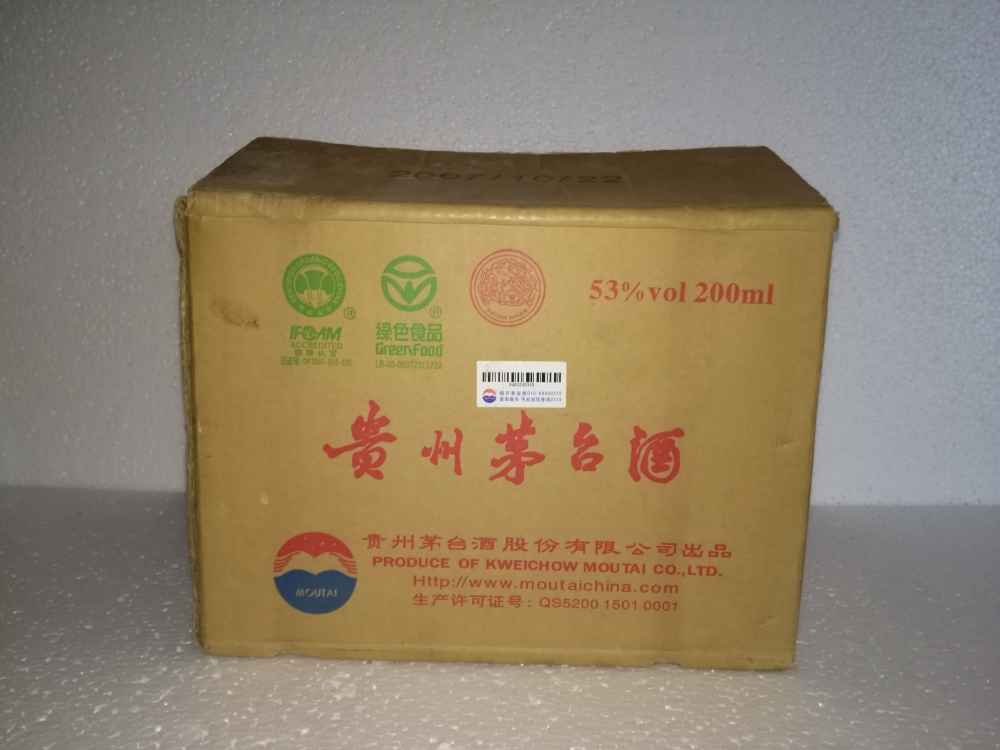 2007/10/22
53%vol 200ml
IFOAM
ACCREDITED
绿色食品
GreenFood
贵州茅台酒
MOUTAI
贵州茅台酒股份有限公司出品
PRODUCE OF KWEICHOW MOUTAI CO.,LTD.
Http://www.moutaichina.com
生产许可证号：QS5200 1501 0001